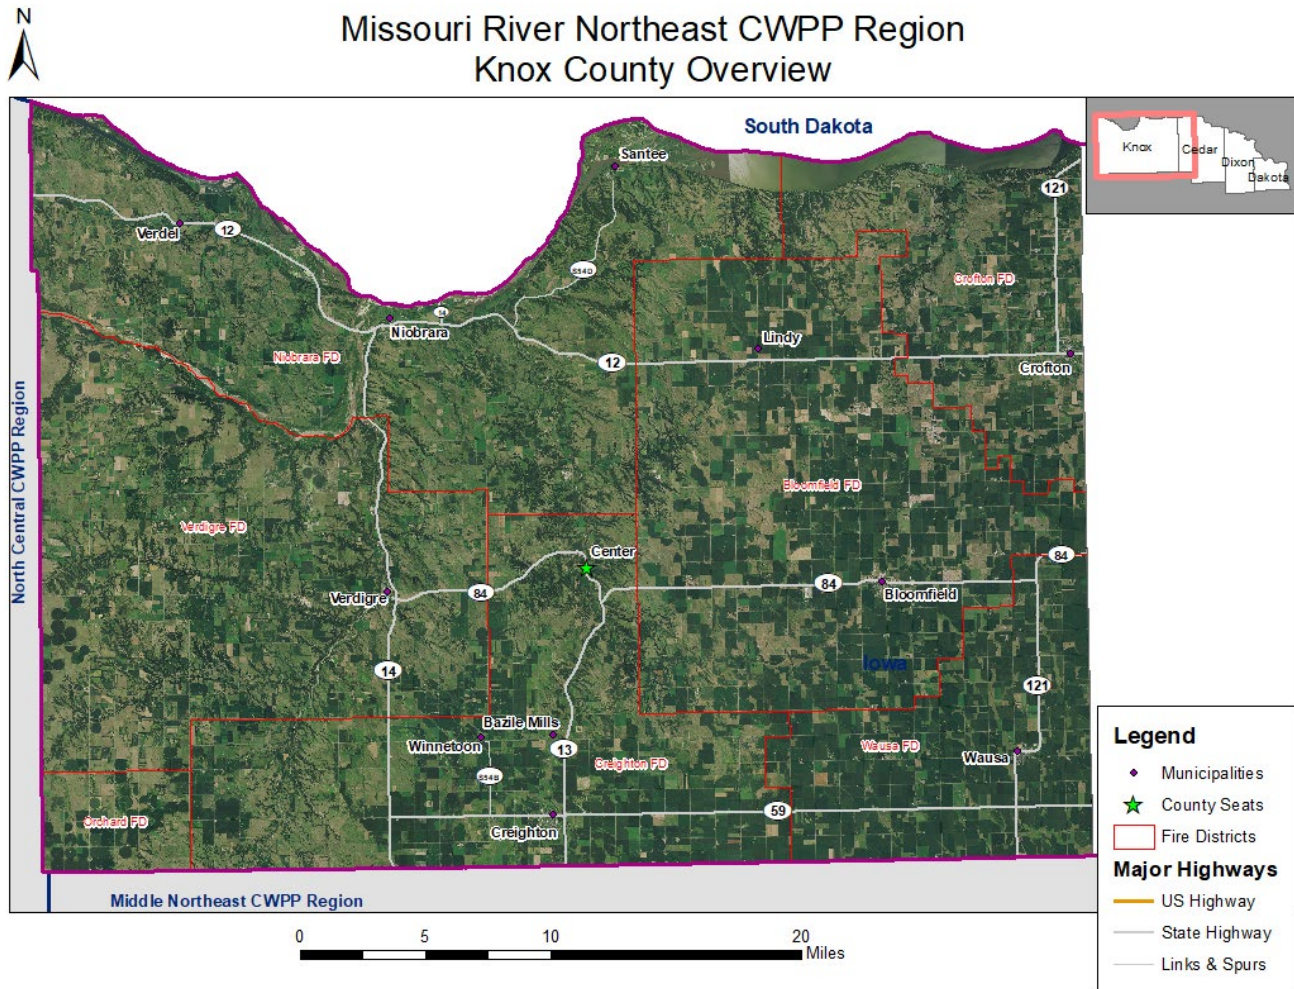 N
Missouri River Northeast CWPP Region
Knox County Overview
South Dakota
Knox
Cedar
Dixon
Dakota
Santee
121
Verdel
12
S54D
Crofton FD
14
Niobrara
Lindy
Niobrara FD
12
Crofton
North Central CWPP Region
Bloomfield FD
Verdigre FD
Center
84
84
84
Verdigre
Bloomfield
Iowa
14
121
Bazile Mills
Winnetoon
13
Wausa FD
Wausa
Creighton FD
S54B
59
Orchard FD
Creighton
Middle Northeast CWPP Region
Legend
Municipalities
County Seats
Fire Districts
Major Highways
US Highway
State Highway
Links & Spurs
0 5 10 20
Miles